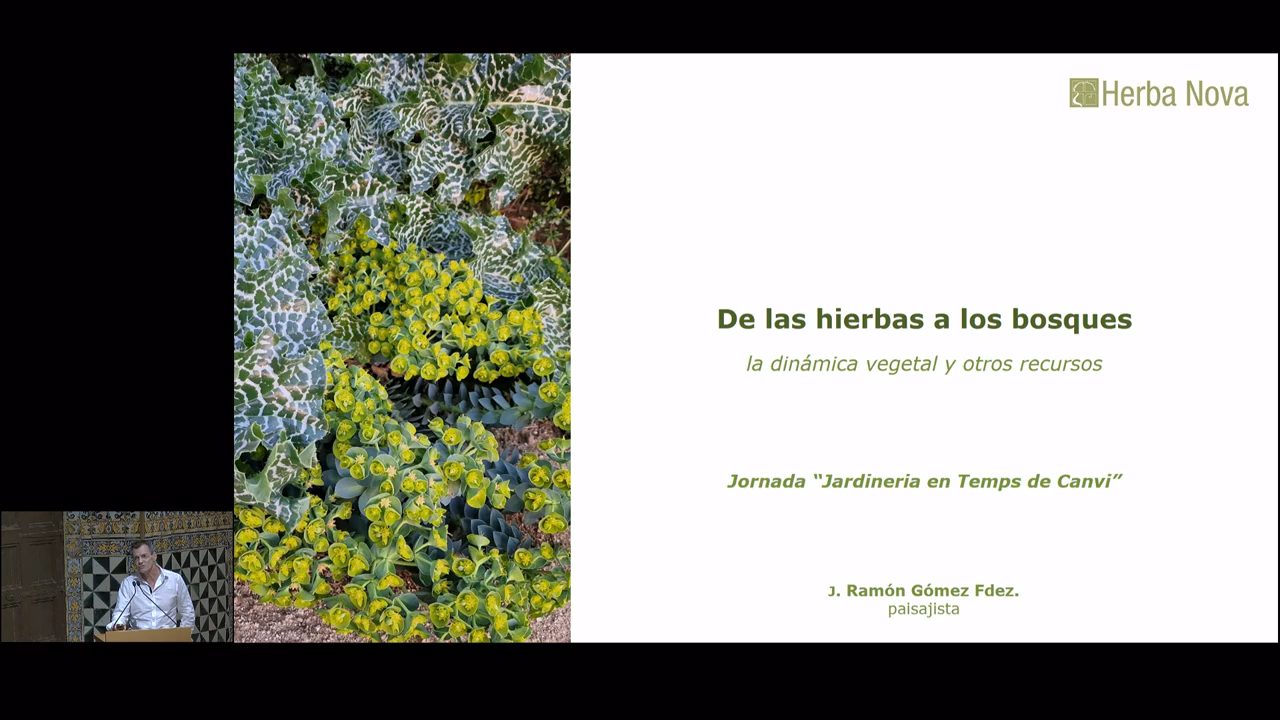 Herba Nova
De las hierbas a los bosques
la dinámica vegetal y otros recursos
Jornada “Jardineria en Temps de Canvi”
J. Ramón Gómez Fdez.
paisajista